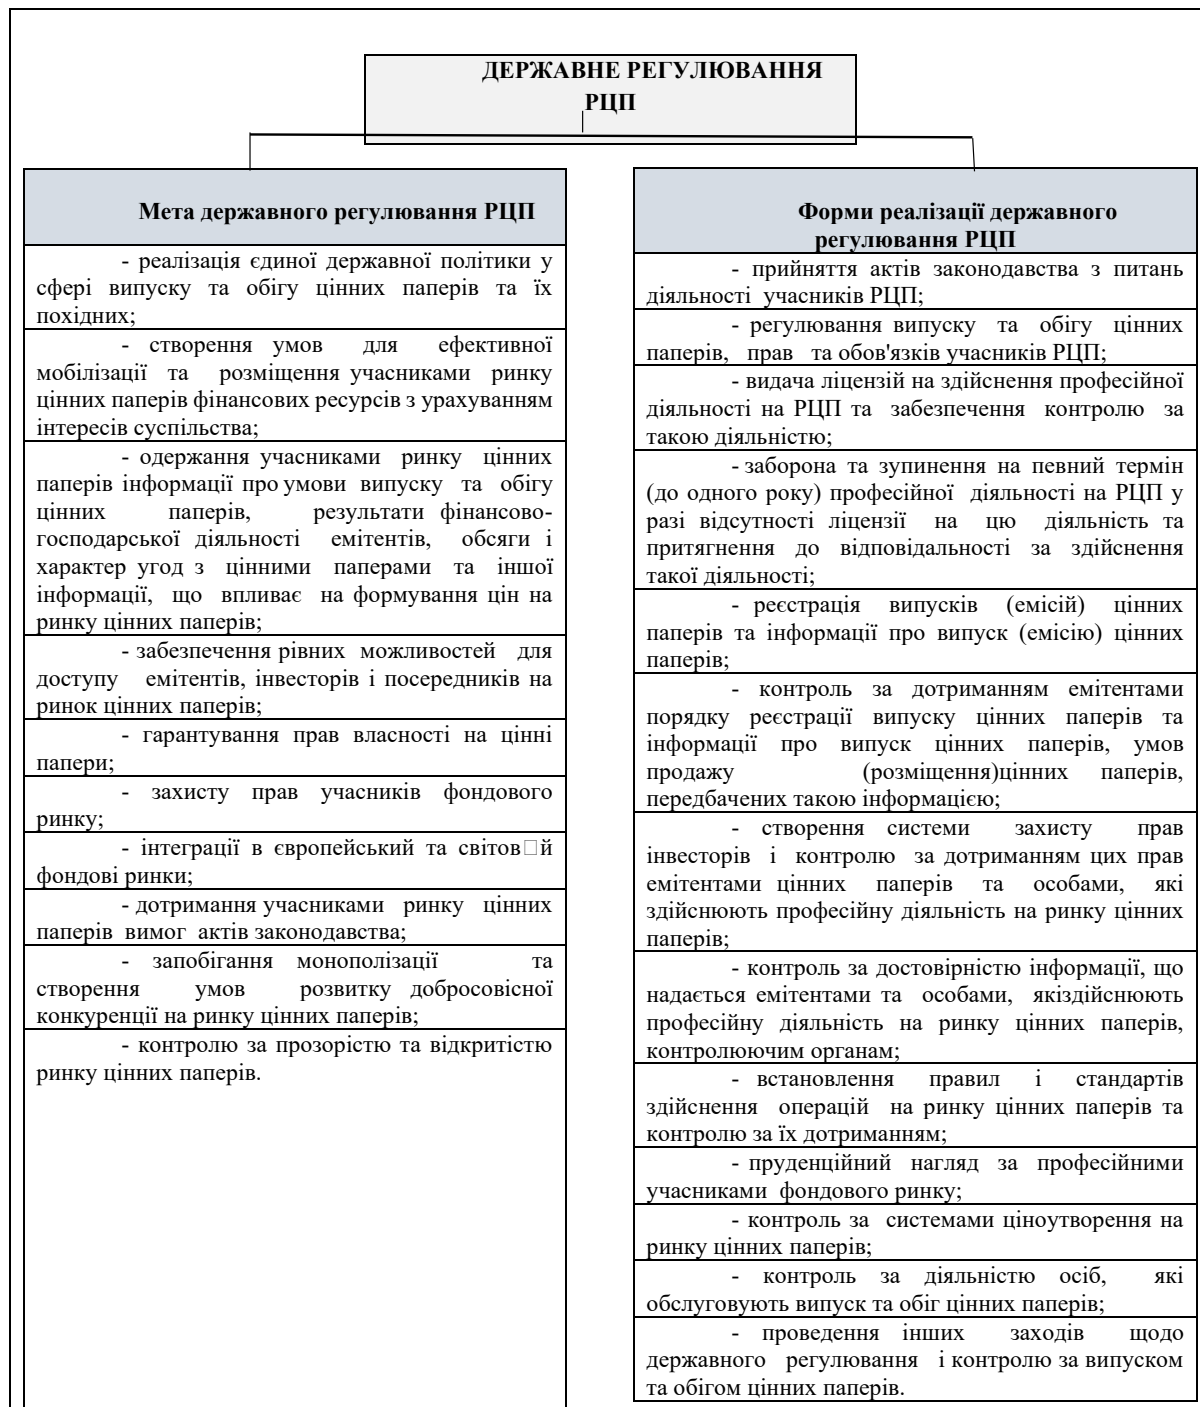 ДЕРЖАВНЕ РЕГУЛЮВАННЯ
РЦП
Мета державного регулювання РЦП
- реалізація єдиної державної політики у
сфері випуску та обігу цінних паперів та їх
похідних;
- створення умов для ефективної
мобілізації та розміщення учасниками ринку
цінних паперів фінансових ресурсів з урахуванням
інтересів суспільства;
- одержання учасниками ринку цінних
паперів інформації про умови випуску та обігу
цінних паперів, результати фінансово-
господарської діяльності емітентів, обсяги і
характер угод з цінними паперами та іншої
інформації, що впливає на формування цін на
ринку цінних паперів;
- забезпечення рівних можливостей для
доступу емітентів, інвесторів і посередників на
ринок цінних паперів;
- гарантування прав власності на цінні
папери;
- захисту прав учасників фондового
ринку;
- інтеграції в європейський та світов□й
фондові ринки;
- дотримання учасниками ринку цінних
паперів вимог актів законодавства;
- запобігання монополізації та
створення умов розвитку добросовісної
конкуренції на ринку цінних паперів;
- контролю за прозорістю та відкритістю
ринку цінних паперів.
Форми реалізації державного
регулювання РЦП
- прийняття актів законодавства з питань
діяльності учасників РЦП;
- регулювання випуску та обігу цінних
паперів, прав та обов'язків учасників РЦП;
- видача ліцензій на здійснення професійної
діяльності на РЦП та забезпечення контролю за
такою діяльністю;
- заборона та зупинення на певний термін
(до одного року) професійної діяльності на РЦП у
разі відсутності ліцензії на цю діяльність та
притягнення до відповідальності за здійснення
такої діяльності;
- реєстрація випусків (емісій) цінних
паперів та інформації про випуск (емісію) цінних
паперів;
- контроль за дотриманням емітентами
порядку реєстрації випуску цінних паперів та
інформації про випуск цінних паперів, умов
продажу (розміщення)цінних паперів,
передбачених такою інформацією;
- створення системи захисту прав
інвесторів і контролю за дотриманням цих прав
емітентами цінних паперів та особами, які
здійснюють професійну діяльність на ринку цінних
паперів;
- контроль за достовірністю інформації, що
надається емітентами та особами, якіздійснюють
професійну діяльність на ринку цінних паперів,
контролюючим органам;
- встановлення правил і стандартів
здійснення операцій на ринку цінних паперів та
контролю за їх дотриманням;
- пруденційний нагляд за професійними
учасниками фондового ринку;
- контроль за системами ціноутворення на
ринку цінних паперів;
- контроль за діяльністю осіб, які
обслуговують випуск та обіг цінних паперів;
- проведення інших заходів щодо
державного регулювання і контролю за випуском
та обігом цінних паперів.